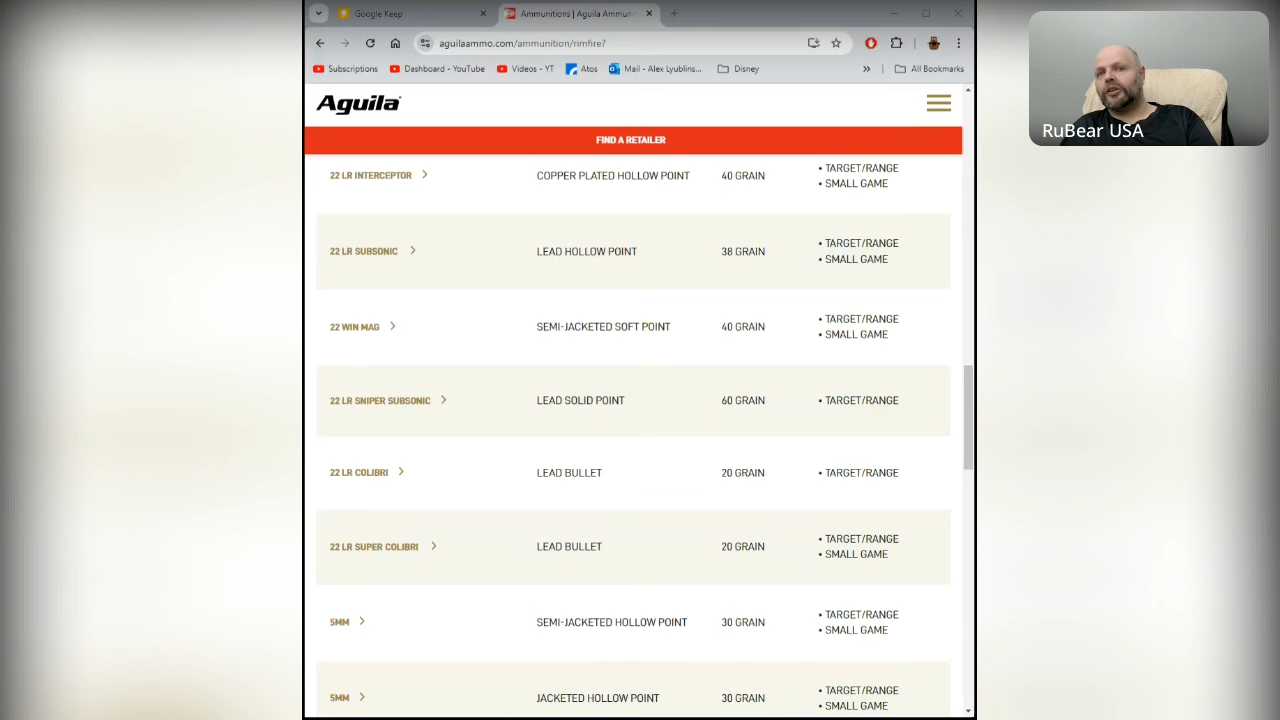 Google Keep
Ammunitions | Aguila Ammuni
aguilaammo.com/ammunition/rimfire?
Subscriptions
Dashboard - YouTube
Videos - YT
Atos
Mail - Alex Lyublins...
Disney
All Bookmarks
RuBear USA
Aguila
FIND A RETAILER
22 LR INTERCEPTOR COPPER PLATED HOLLOW POINT 40 GRAIN • TARGET/RANGE
• SMALL GAME
22 LR SUBSONIC LEAD HOLLOW POINT 38 GRAIN • TARGET/RANGE
• SMALL GAME
22 WIN MAG SEMI-JACKETED SOFT POINT 40 GRAIN • TARGET/RANGE
• SMALL GAME
22 LR SNIPER SUBSONIC LEAD SOLID POINT 60 GRAIN • TARGET/RANGE
22 LR COLIBRI LEAD BULLET 20 GRAIN • TARGET/RANGE
22 LR SUPER COLIBRI LEAD BULLET 20 GRAIN • TARGET/RANGE
• SMALL GAME
5MM SEMI-JACKETED HOLLOW POINT 30 GRAIN • TARGET/RANGE
• SMALL GAME
5MM JACKETED HOLLOW POINT 30 GRAIN • TARGET/RANGE
• SMALL GAME